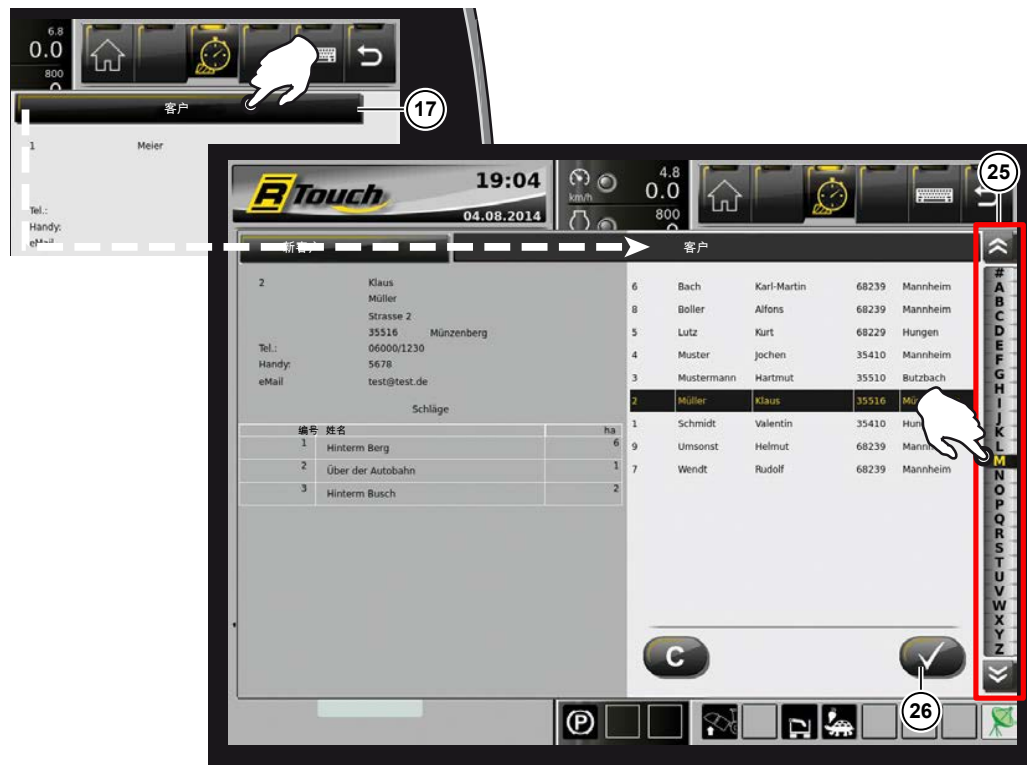 6.8
0.0
800
客户
17
1 Meier
Tel.:
Handy:
eMail
R Touch
19:04
04.08.2014
km/h
4.8
0.0
800
25
新客户
客户
2 Klaus
Müller
Strasse 2
35516 Münzenberg
Tel.: 06000/1230
Handy: 5678
eMail test@test.de
Schläge
编号 姓名 ha
1 Hinterm Berg 6
2 Über der Autobahn 1
3 Hinterm Busch 2
6 Bach Karl-Martin 68239 Mannheim
8 Boller Alfons 68239 Mannheim
5 Lutz Kurt 68229 Hungen
4 Muster Jochen 35410 Mannheim
3 Mustermann Hartmut 35510 Butzbach
2 Müller Klaus 35516
1 Schmidt Valentin 35410
9 Umsonst Helmut 68239
7 Wendt Rudolf 68239 Mannheim
#
A
B
C
D
E
F
G
H
I
J
K
L
M
N
O
P
Q
R
S
T
U
V
W
X
Y
Z
C
26
P